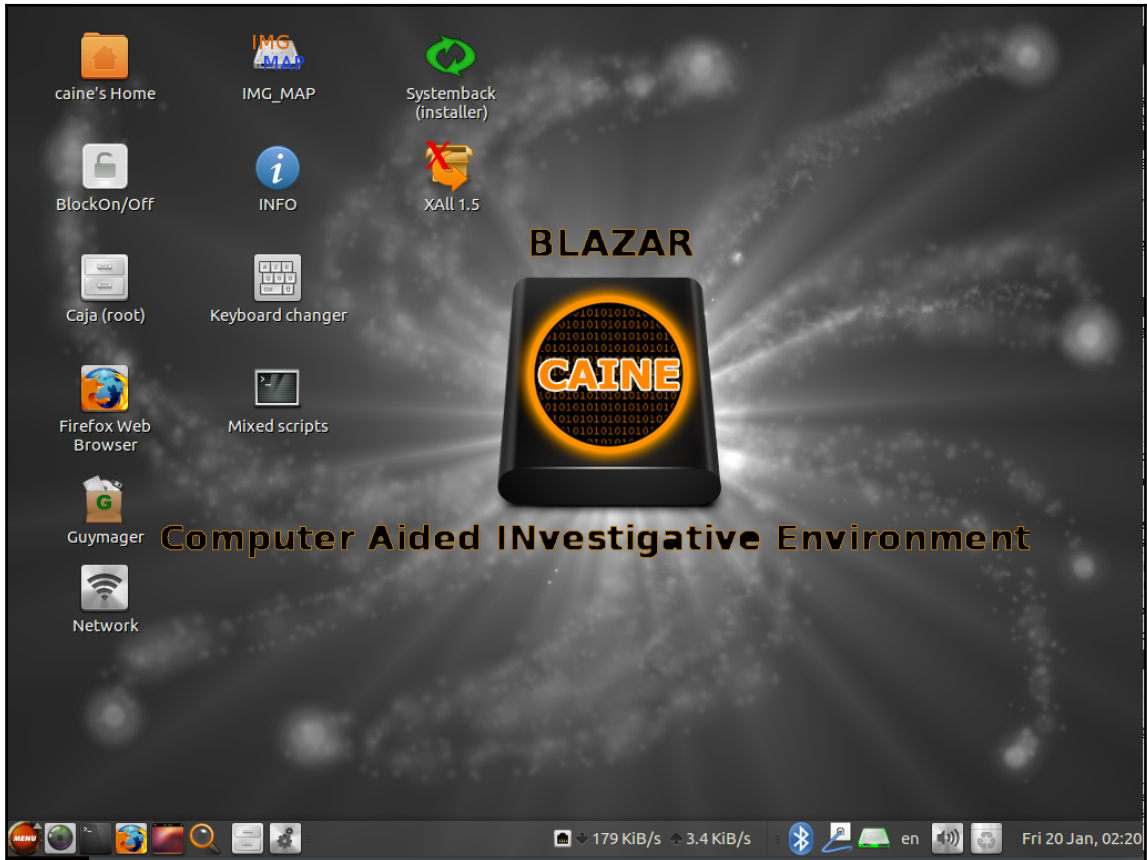 IMG
MAP
caine's Home
IMG_MAP
Systemback
(installer)
X
BlockOn/Off
i
INFO
XAll 1.5
BLAZAR
Caja (root)
Keyboard changer
CAINE
Firefox Web
Browser
Mixed scripts
G
Guymager
Computer Aided INvestigative Environment
Network
MENU
179 KiB/s
3.4 KiB/s
en
Fri 20 Jan, 02:20